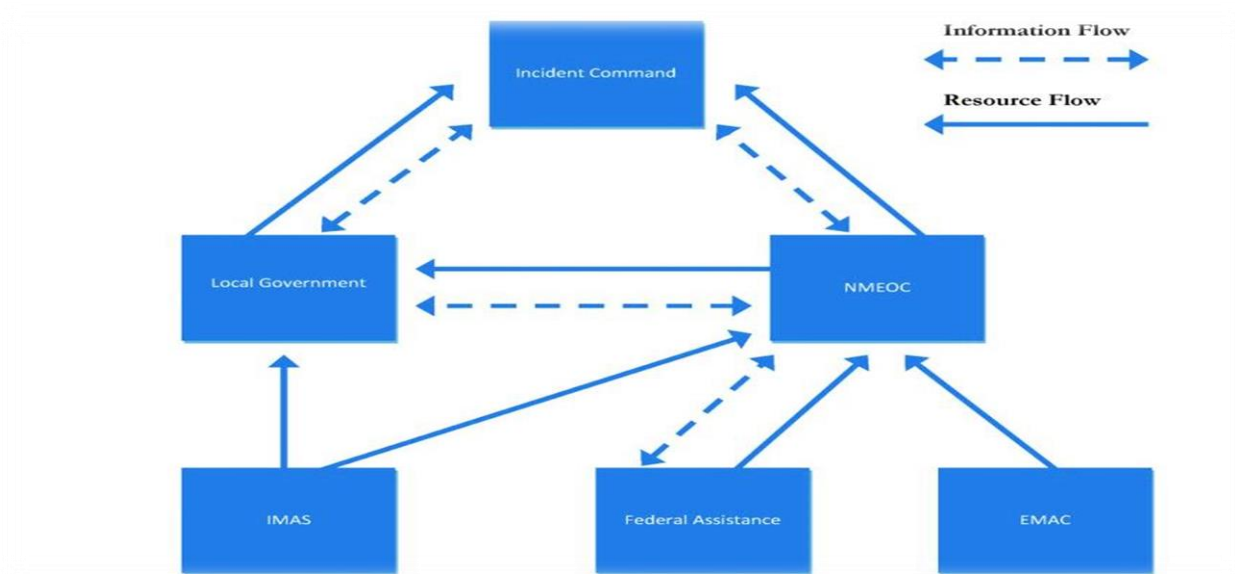 Information Flow
Resource Flow
Incident Command
Local Government
NMEOC
IMAS
Federal Assistance
EMAC